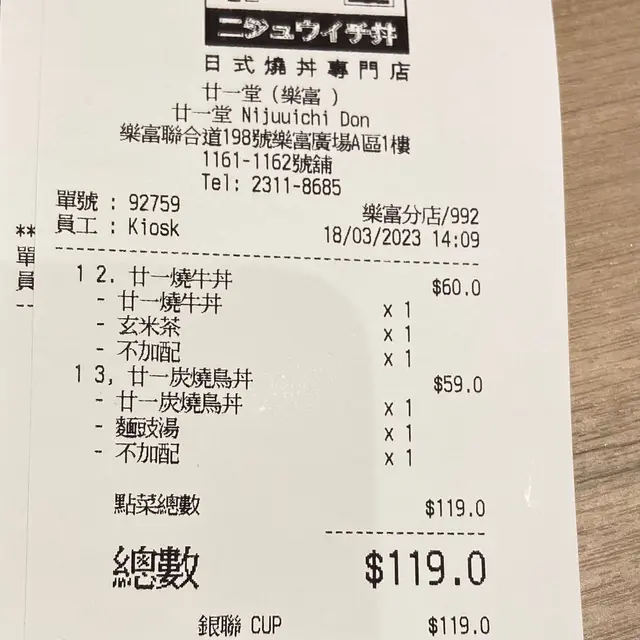 ニジュウイチ丼
日式燒丼專門店
廿一堂 (樂富 )
廿一堂 Nijuuichi Don
樂富聯合道198號樂富廣場A區1樓
1161-1162號舖
Tel: 2311-8685
單號 : 92759 樂富分店/992
員工 : Kiosk 18/03/2023 14:09
1 2. 廿一燒牛丼 $60.0
- 廿一燒牛丼 x 1
- 玄米茶 x 1
- 不加配 x 1
1 3, 廿一炭燒鳥丼 $59.0
- 廿一炭燒鳥丼 x 1
- 麵豉湯 x 1
- 不加配 x 1
點菜總數 $119.0
總數 $119.0
銀聯 CUP $119.0
**
單
員